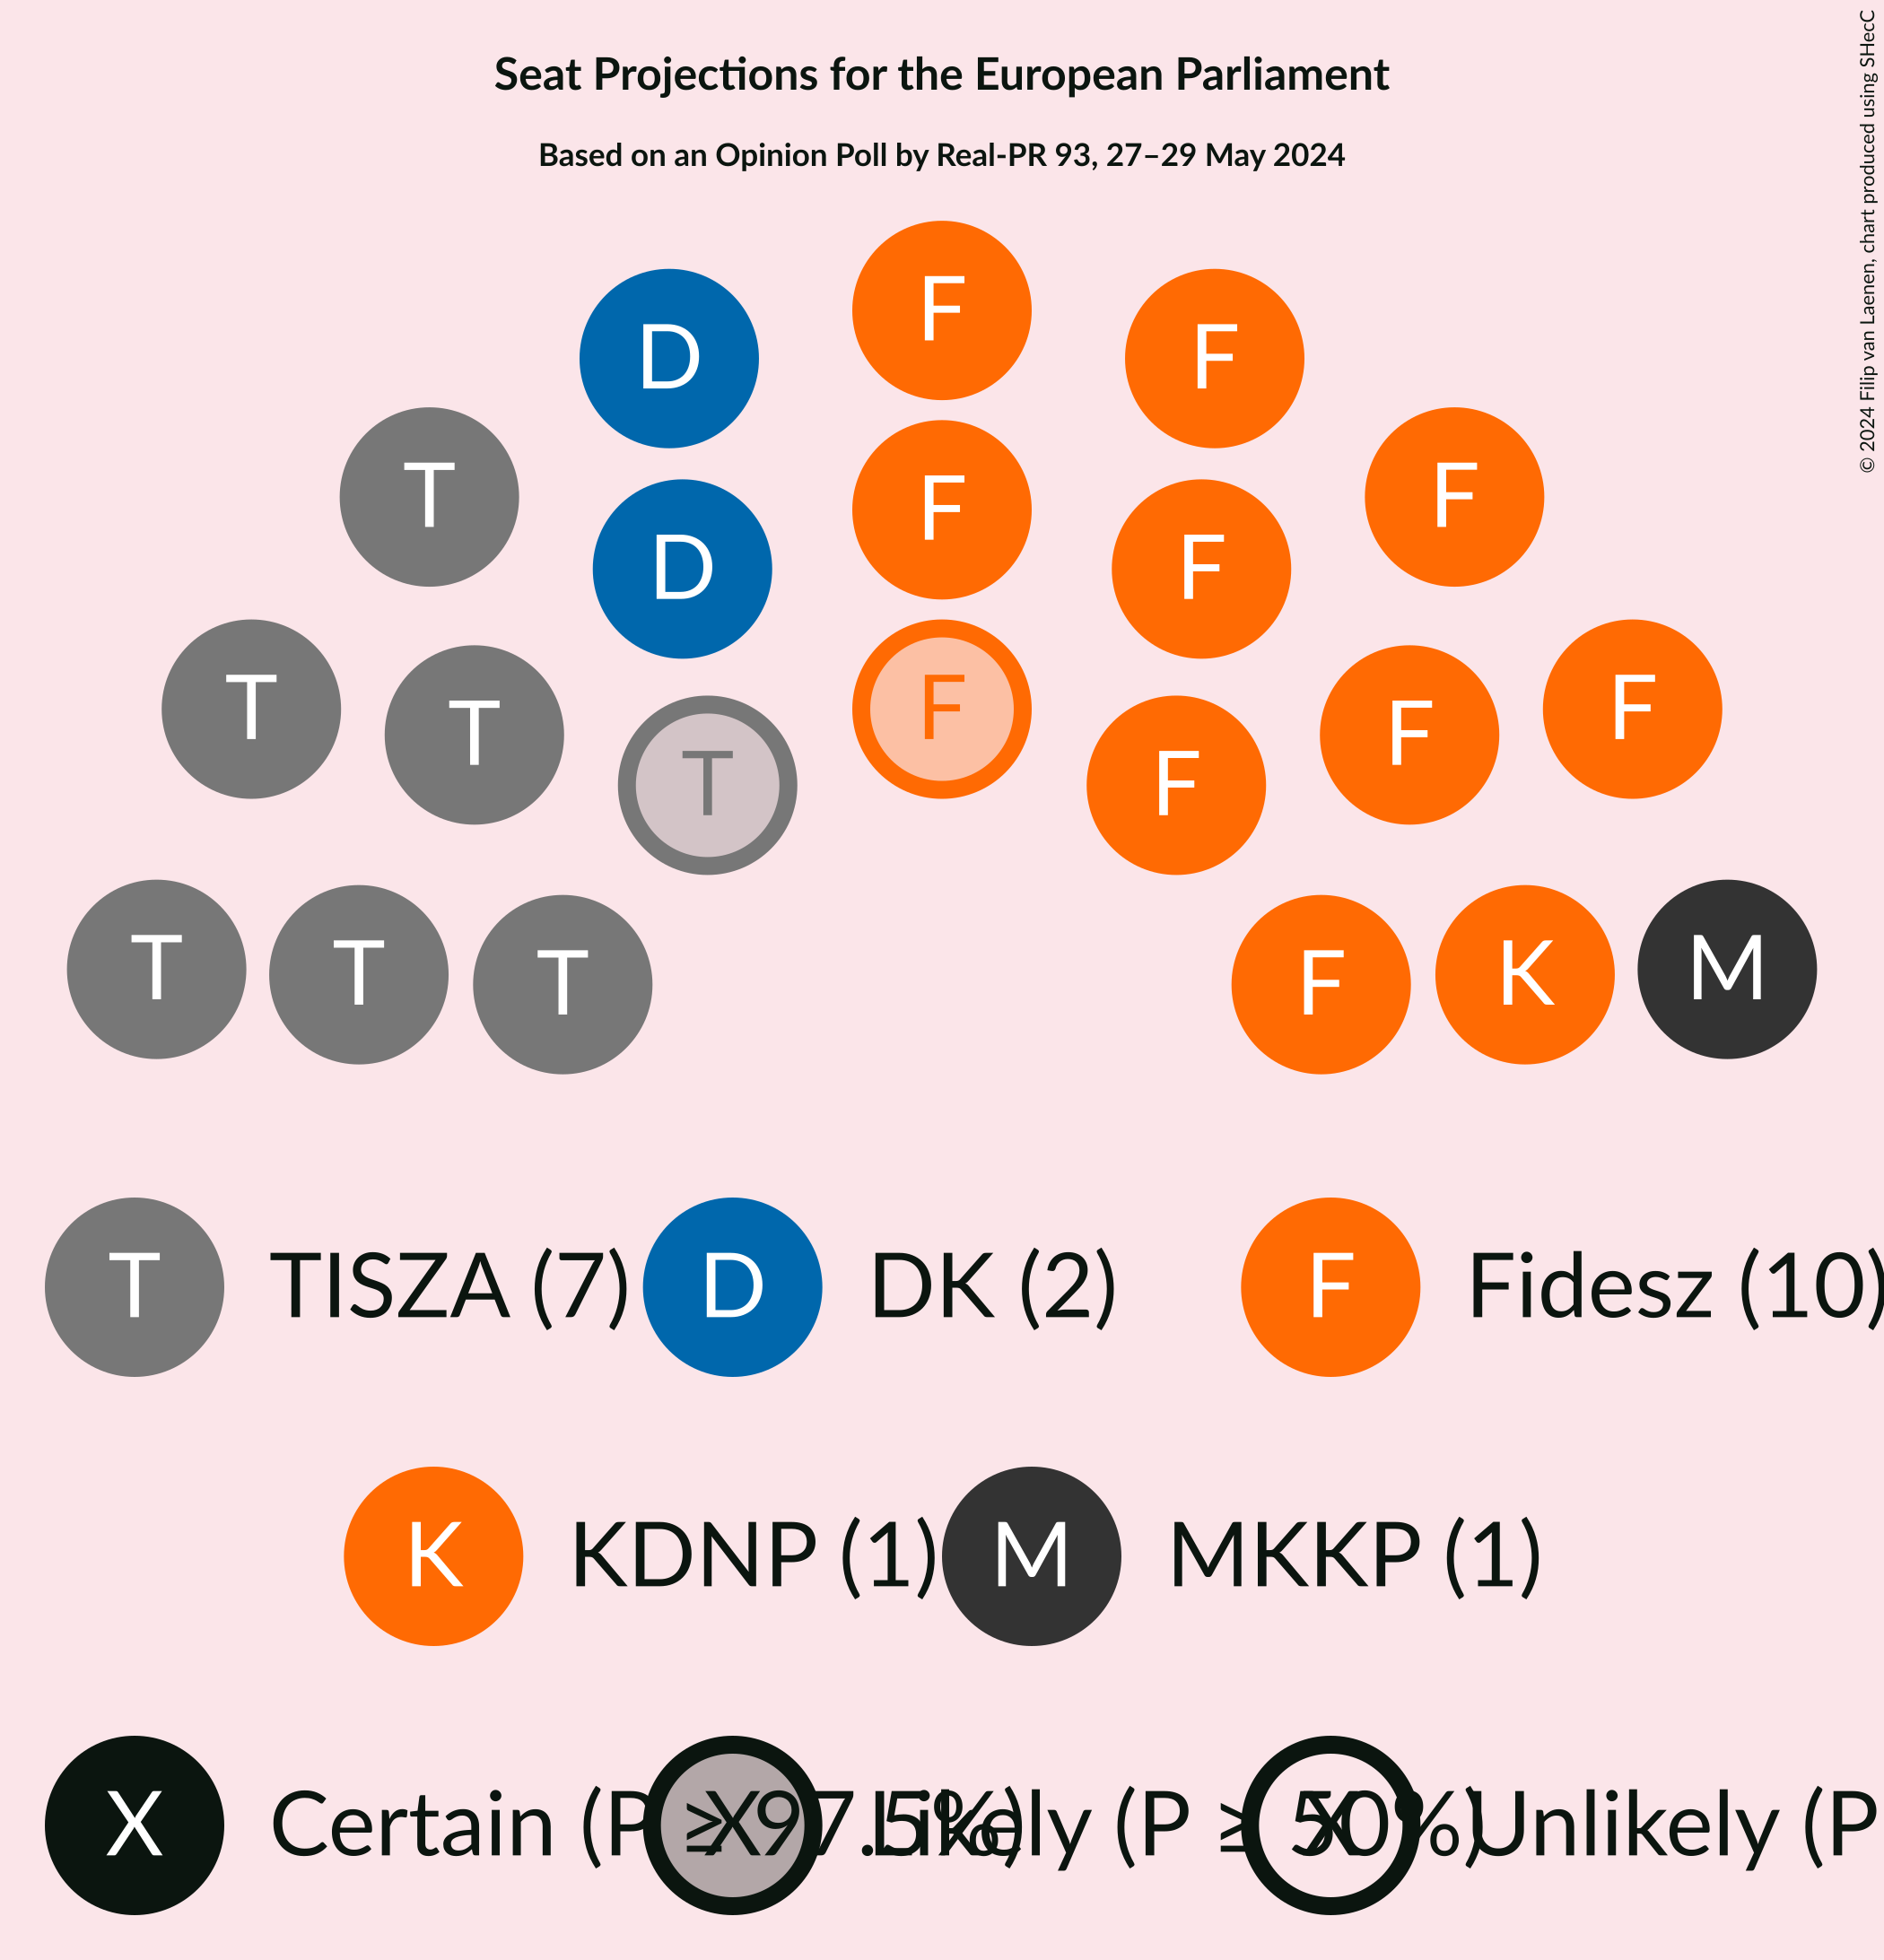 Seat Projections for the European Parliament
Based on an Opinion Poll by Real-PR 93, 27–29 May 2024
© 2024 Filip van Laenen, chart produced using SHecC
F
D F
T F
F
D F
T F
F
T F
T F
T T T F K M
T TISZA (7) D DK (2) F Fidesz (10)
K KDNP (1) M MKKP (1)
X Certain (P ≥ 97.5%) X Likely (P ≥ 50%) X Unlikely (P